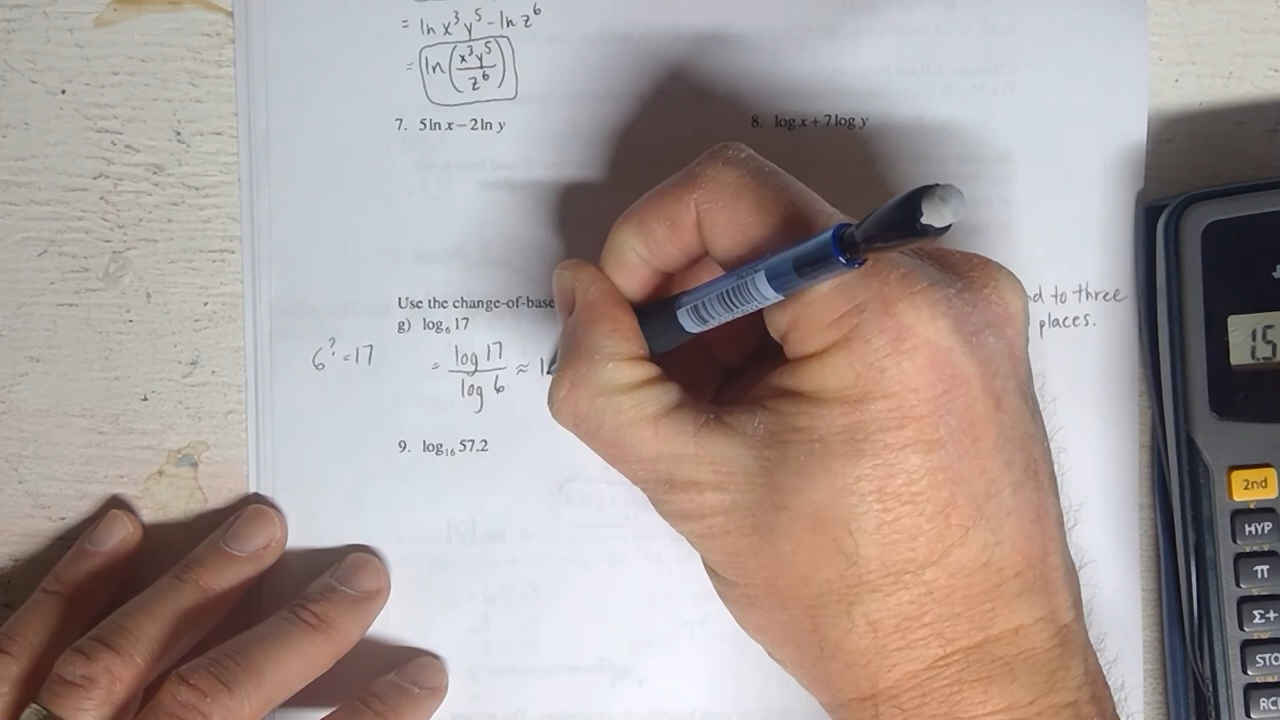 = ln x³y⁵ - ln z⁶
= ln(x³y⁵/z⁶)
7. 5 ln x − 2 ln y
8. log x + 7 log y
Use the change-of-base
to three
places.
g) log₆ 17
6^? = 17
= log 17 / log 6 ≈ 1
9. log₁₆ 57.2
1.5
2nd
HYP
π
Σ+
STO